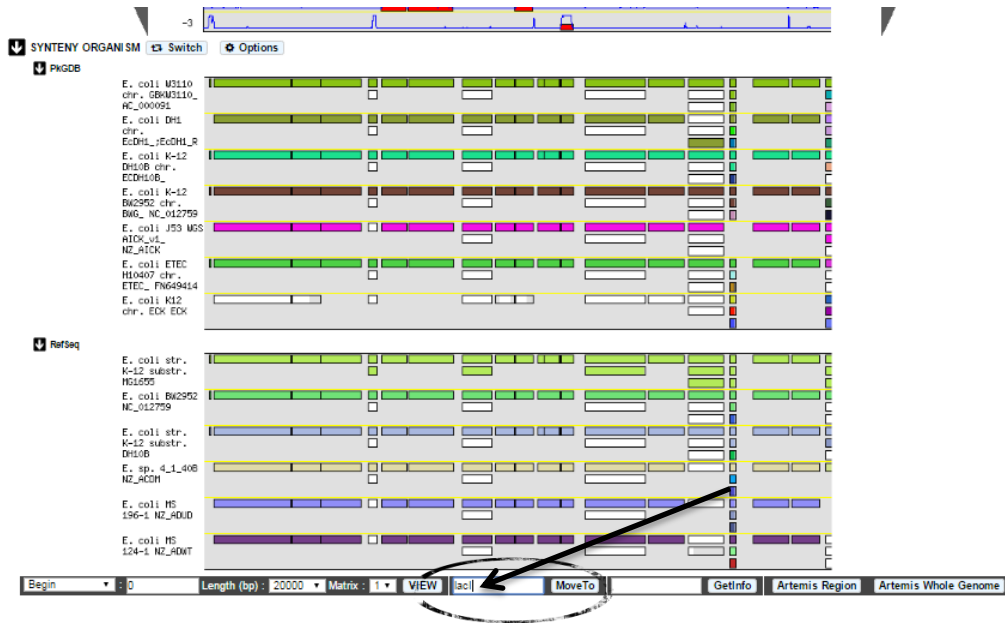 -3
SYNTENY ORGANISM Switch Options
PkGDB
E. coli W3110
chr. GBKW3110_
AC_000091
E. coli DH1
chr.
EcDH1_;EcDH1_R
E. coli K-12
DH10B chr.
ECDH10B_
E. coli K-12
BW2952 chr.
BWG_ NC_012759
E. coli J53 WGS
AICK_v1_
NZ_AICK
E. coli ETEC
H10407 chr.
ETEC_ FN649414
E. coli K12
chr. ECK ECK
RefSeq
E. coli str.
K-12 substr.
MG1655
E. coli BW2952
NC_012759
E. coli str.
K-12 substr.
DH10B
E. sp. 4_1_40B
NZ_ACDM
E. coli MS
196-1 NZ_ADUD
E. coli MS
124-1 NZ_ADWT
Begin : 0 Length (bp) : 20000 Matrix : 1 VIEW lacI MoveTo GetInfo Artemis Region Artemis Whole Genome